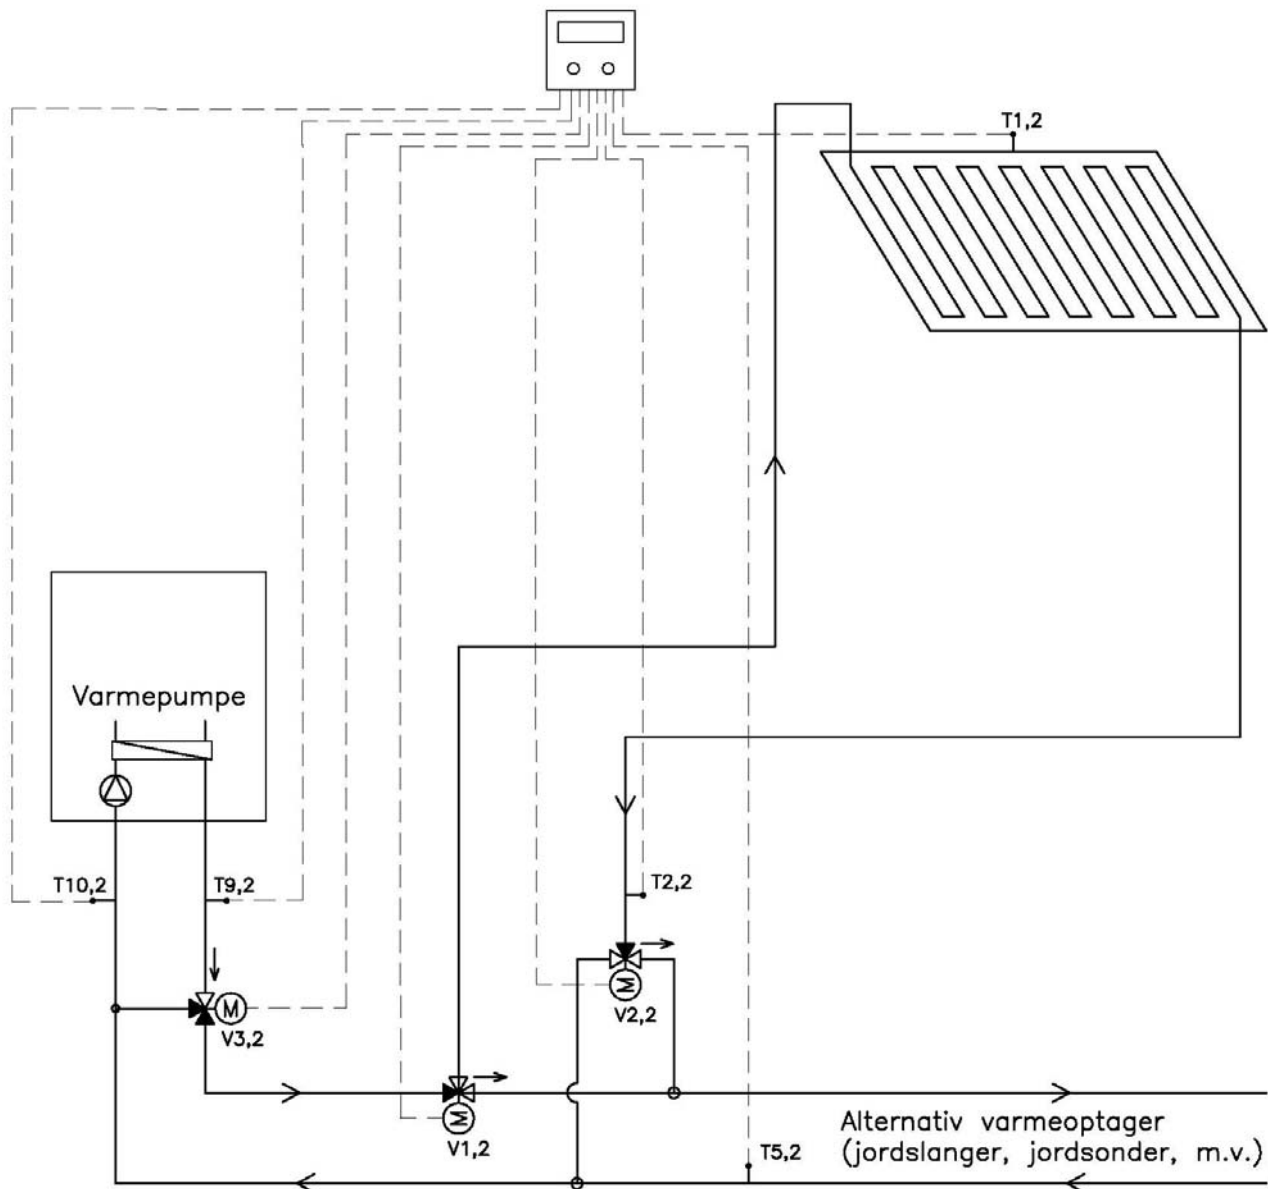 T1,2
Varmepumpe
T10,2
T9,2
T2,2
M
V2,2
M
V3,2
M
V1,2
Alternativ varmeoptager
(jordslanger, jordsonder, m.v.)
T5,2